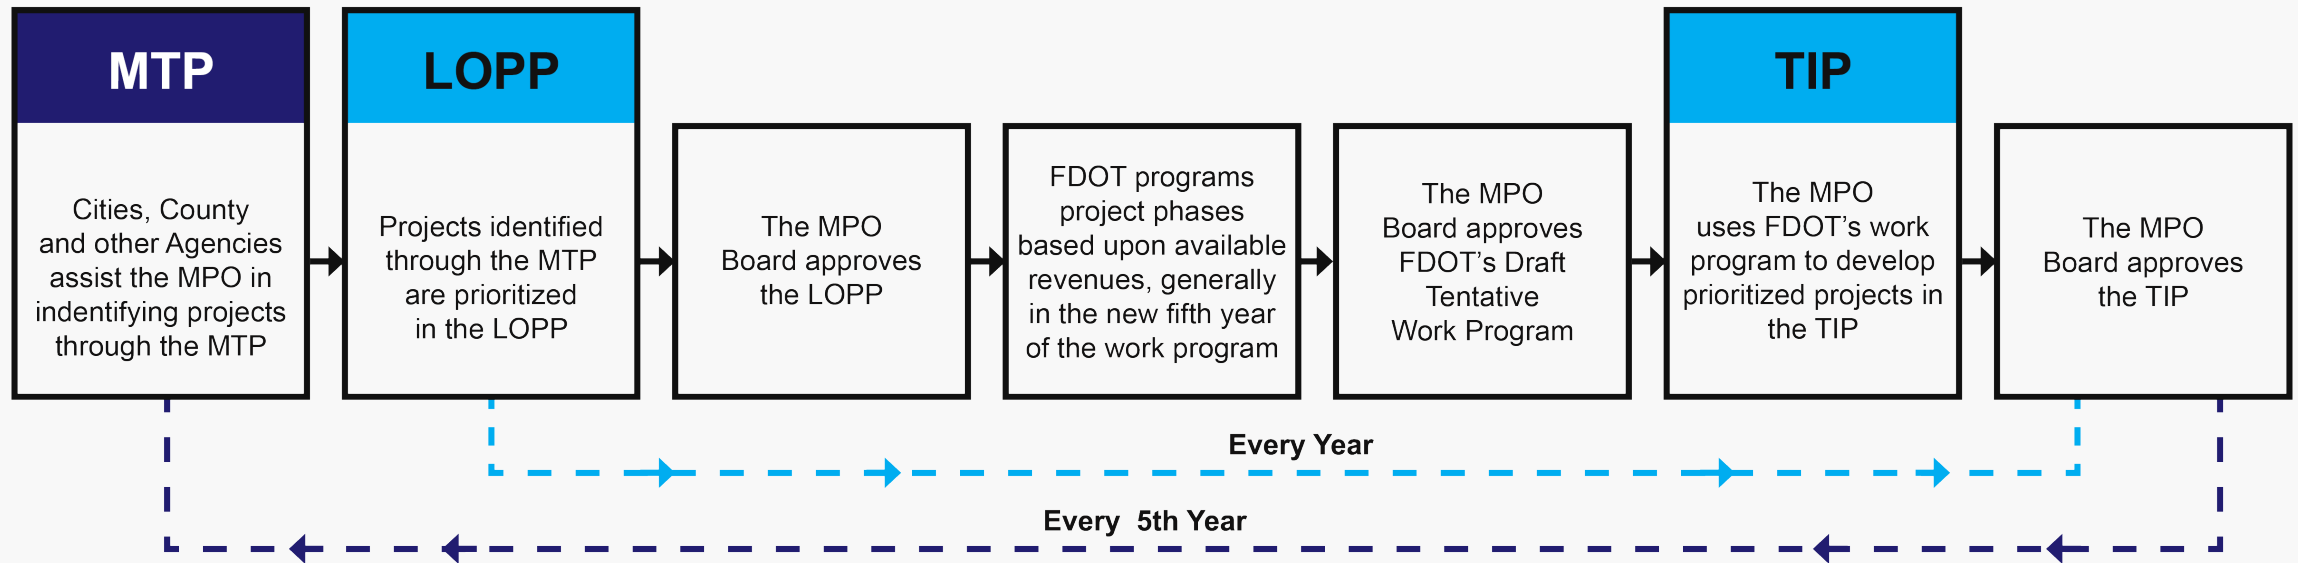 MTP
Cities, County
and other Agencies
assist the MPO in
indentifying projects
through the MTP
LOPP
Projects identified
through the MTP
are prioritized
in the LOPP
The MPO
Board approves
the LOPP
FDOT programs
project phases
based upon available
revenues, generally
in the new fifth year
of the work program
The MPO
Board approves
FDOT’s Draft
Tentative
Work Program
TIP
The MPO
uses FDOT’s work
program to develop
prioritized projects in
the TIP
The MPO
Board approves
the TIP
Every Year
Every 5th Year